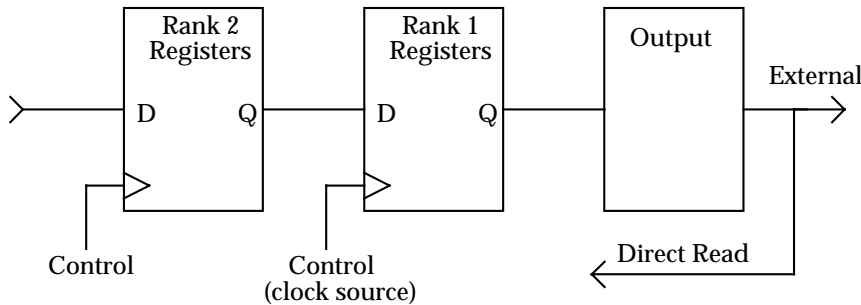 Rank 2
Registers
Rank 1
Registers
Output
External
D
Q
D
Q
Control
Control
(clock source)
Direct Read